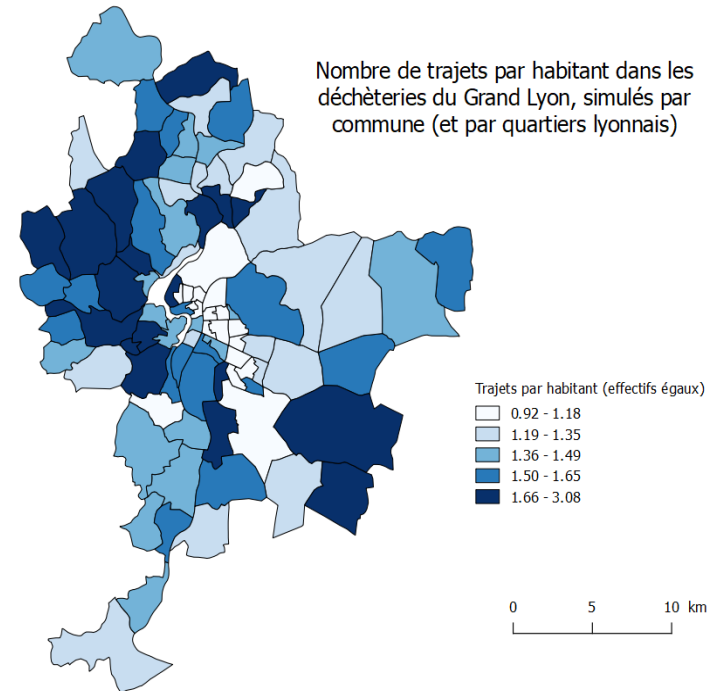 Nombre de trajets par habitant dans les
déchèteries du Grand Lyon, simulés par
commune (et par quartiers lyonnais)
Trajets par habitant (effectifs égaux)
0.92 - 1.18
1.19 - 1.35
1.36 - 1.49
1.50 - 1.65
1.66 - 3.08
0 5 10 km